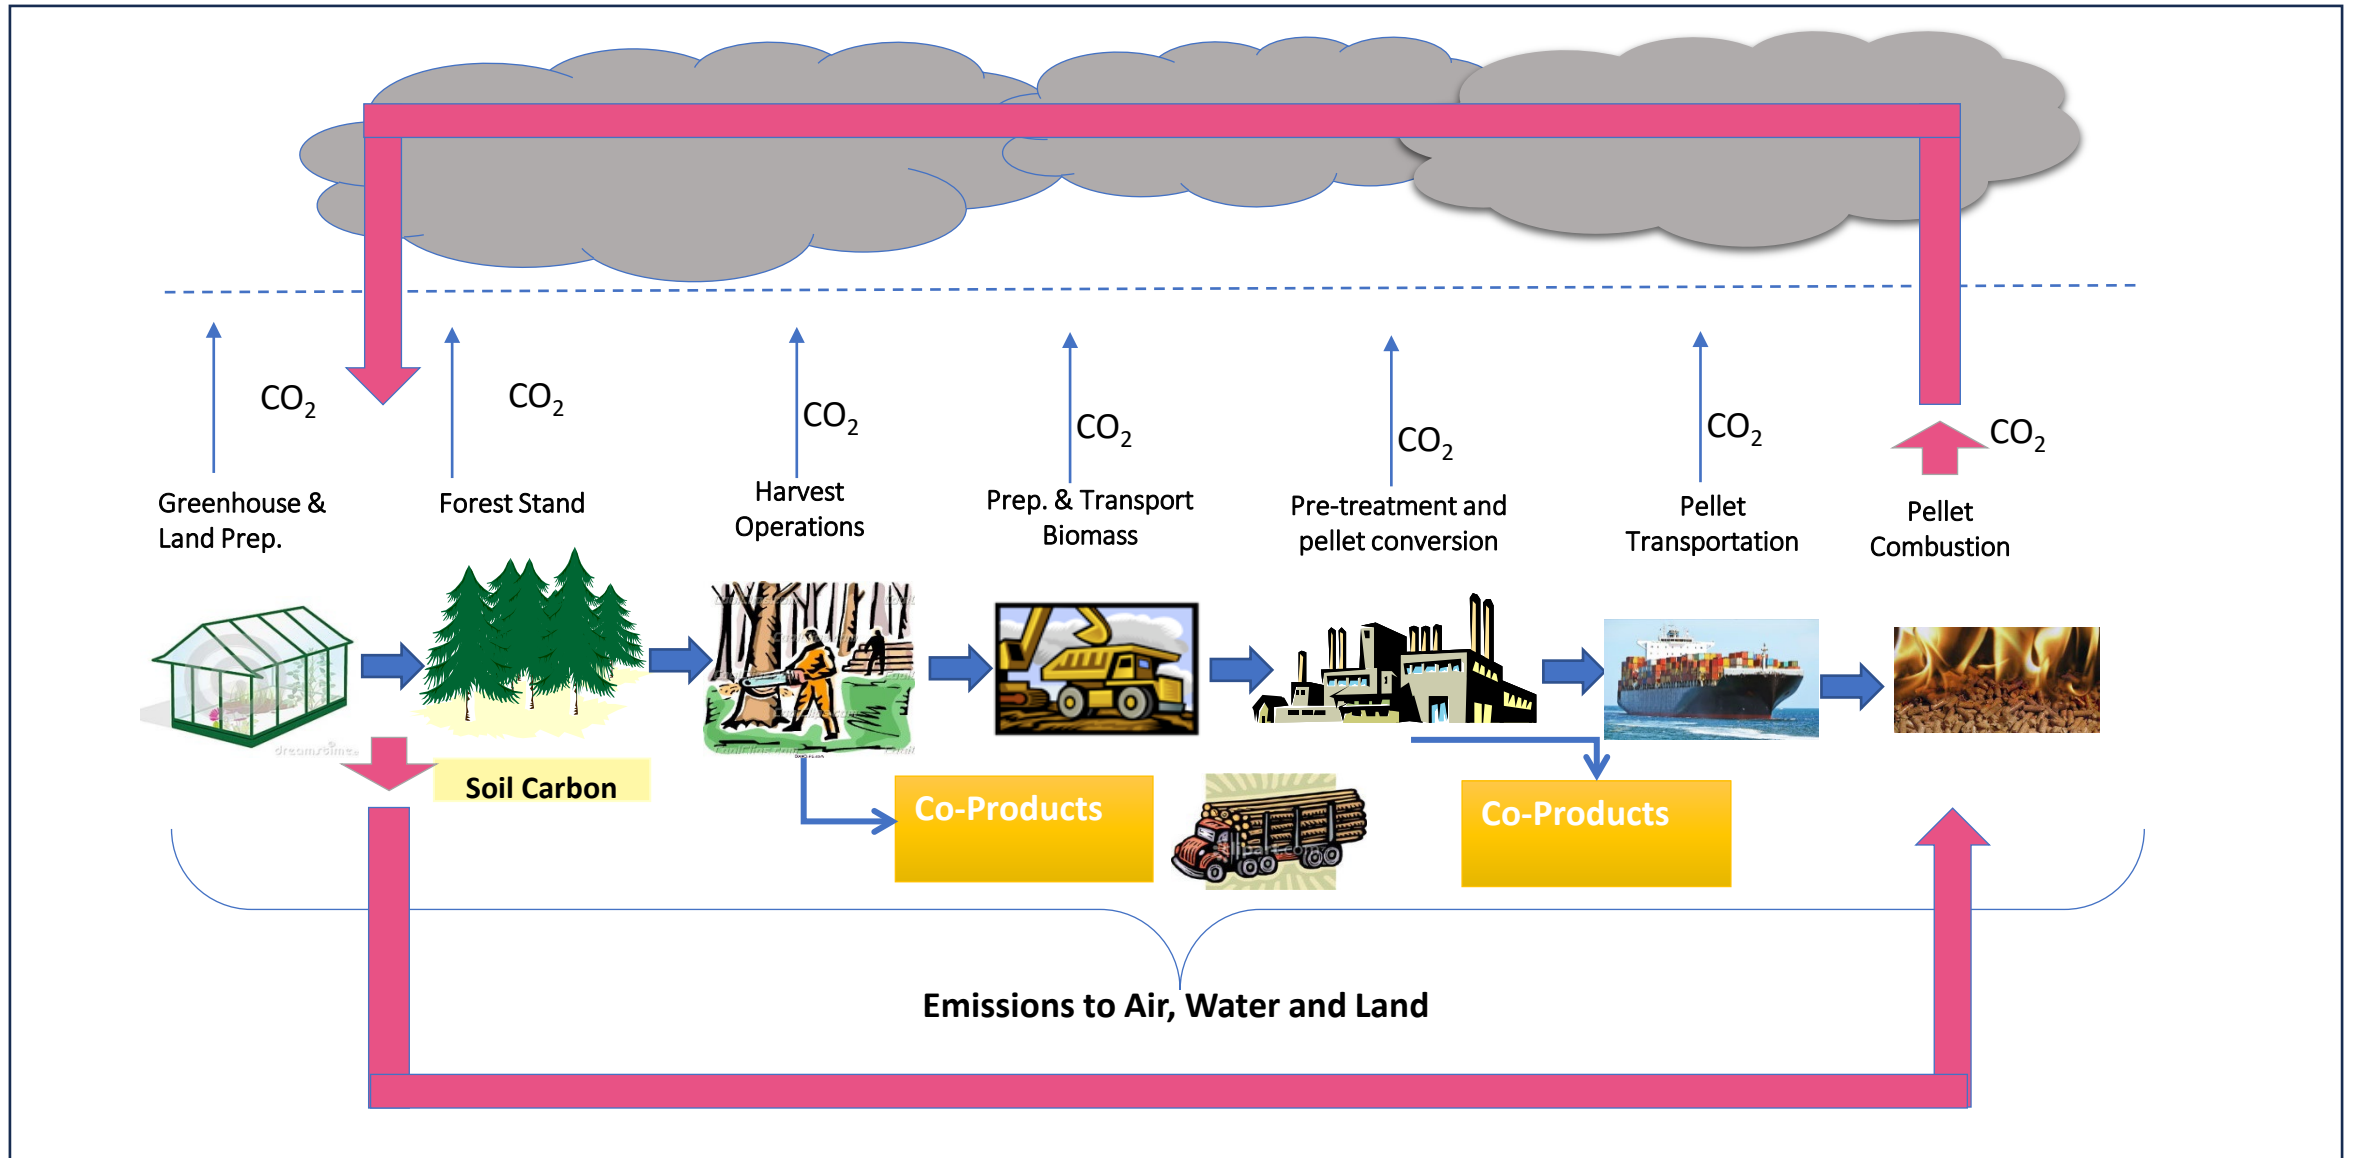 CO₂
CO₂
CO₂
CO₂
CO₂
CO₂
CO₂
Greenhouse &
Land Prep.
Forest Stand
Harvest
Operations
Prep. & Transport
Biomass
Pre-treatment and
pellet conversion
Pellet
Transportation
Pellet
Combustion
dreamstime
Soil Carbon
Co-Products
Co-Products
Emissions to Air, Water and Land